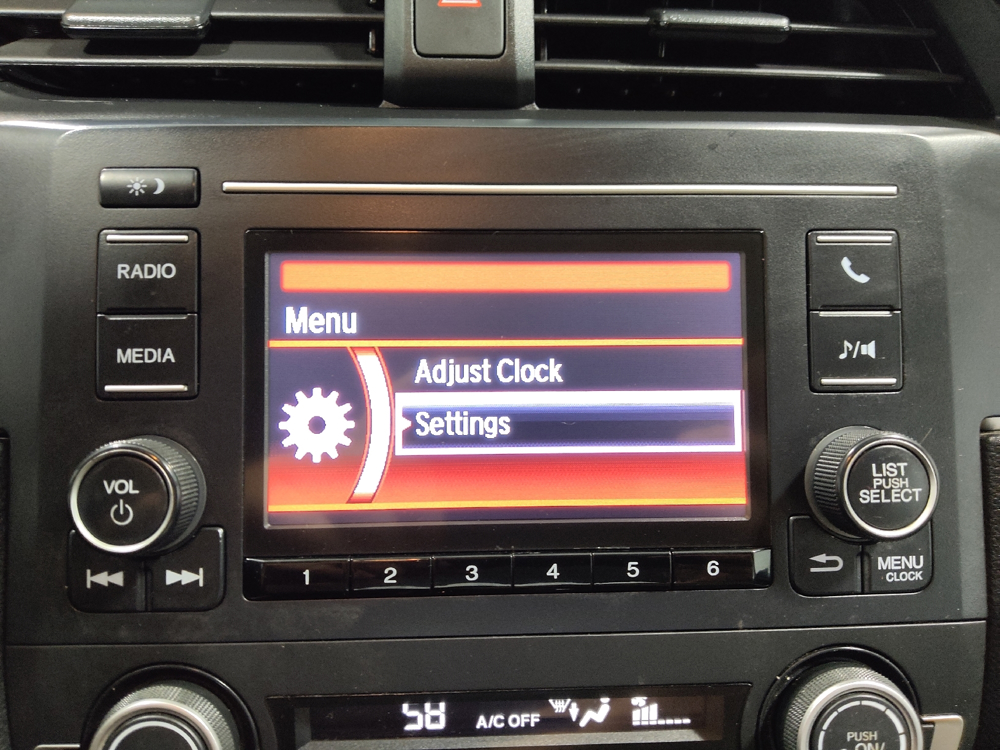 RADIO
MEDIA
Menu
Adjust Clock
Settings
VOL
LIST
PUSH
SELECT
1 2 3 4 5 6
MENU
CLOCK
58
A/C OFF
PUSH
ON/